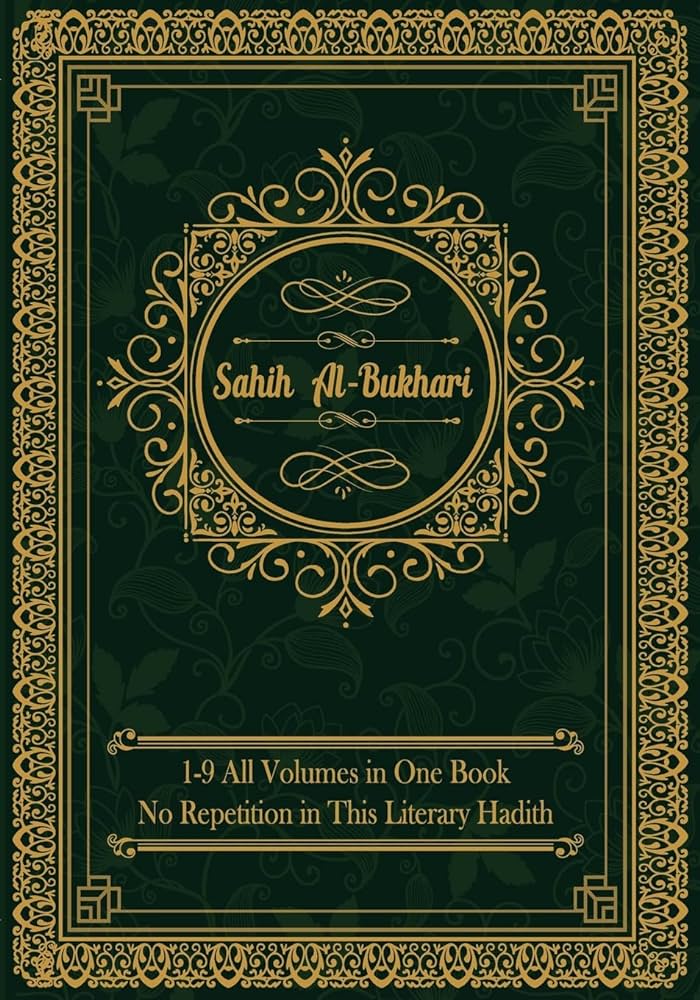 Sahih Al-Bukhari
1-9 All Volumes in One Book
No Repetition in This Literary Hadith